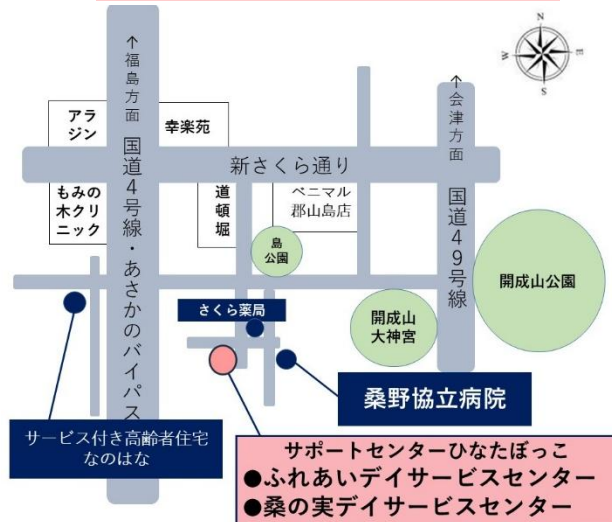 N
W
E
S
↑福島方面
国道4号線・あさかのバイパス
↑会津方面
国道49号線
アラ
ジン
幸楽苑
新さくら通り
もみの
木クリ
ニック
道
頓
堀
ベニマル
郡山島店
島
公園
開成山公園
開成山
大神宮
さくら薬局
桑野協立病院
サービス付き高齢者住宅
なのはな
サポートセンターひなたぼっこ
●ふれあいデイサービスセンター
●桑の実デイサービスセンター